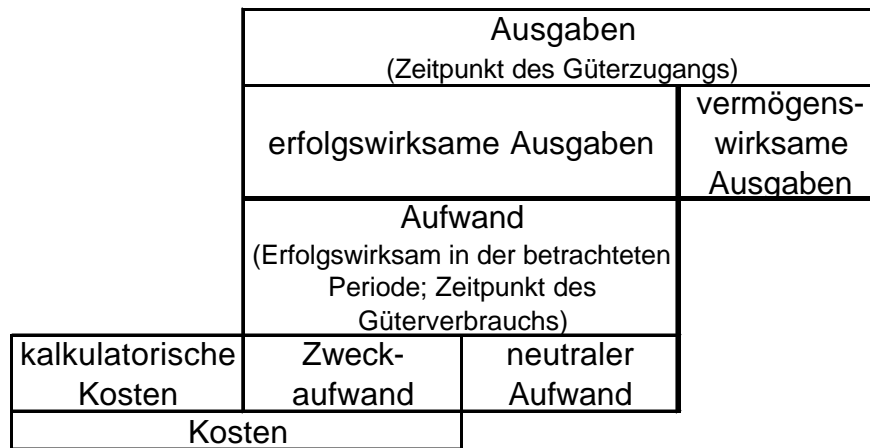 Ausgaben
(Zeitpunkt des Güterzugangs)
erfolgswirksame Ausgaben
vermögens-
wirksame
Ausgaben
Aufwand
(Erfolgswirksam in der betrachteten
Periode; Zeitpunkt des
Güterverbrauchs)
kalkulatorische
Kosten
Zweck-
aufwand
neutraler
Aufwand
Kosten